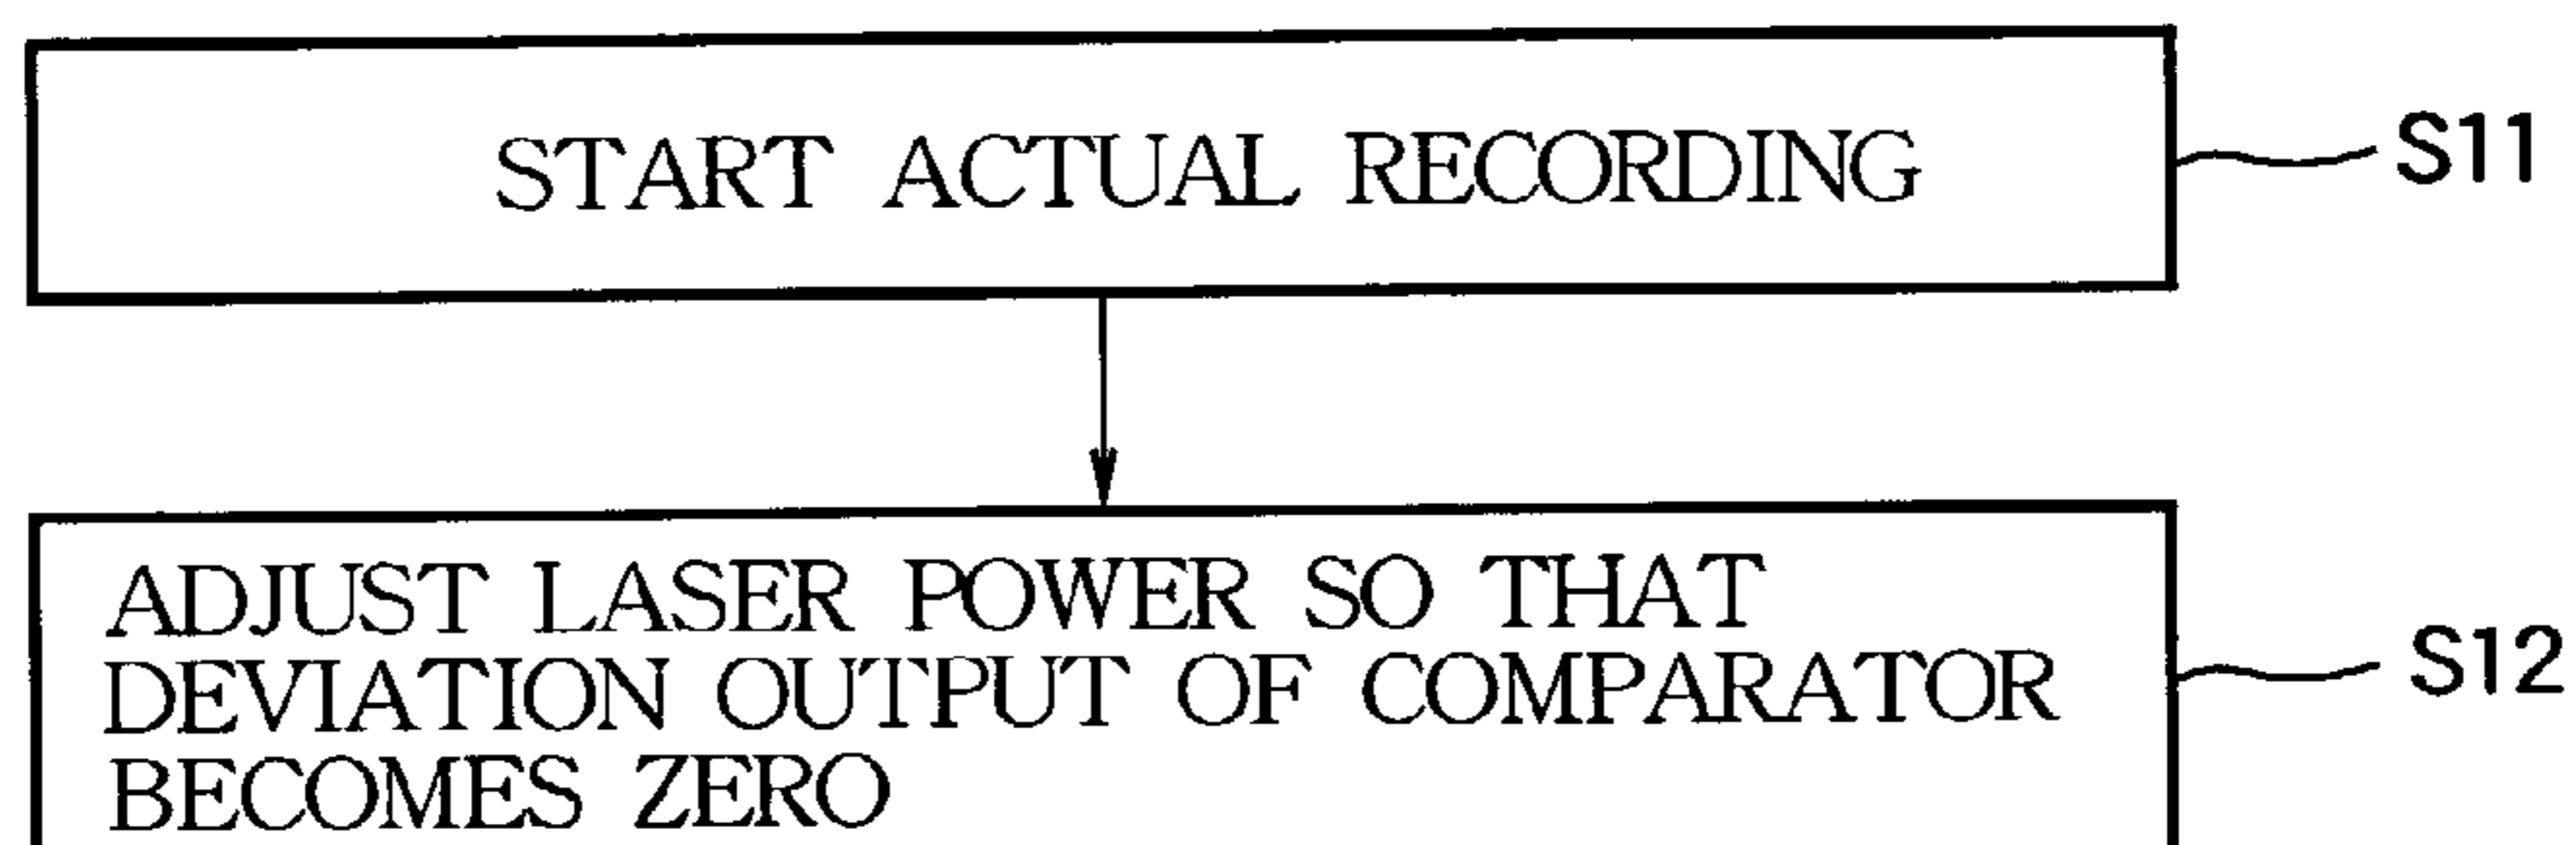 START ACTUAL RECORDING
S11
ADJUST LASER POWER SO THAT
DEVIATION OUTPUT OF COMPARATOR
BECOMES ZERO
S12